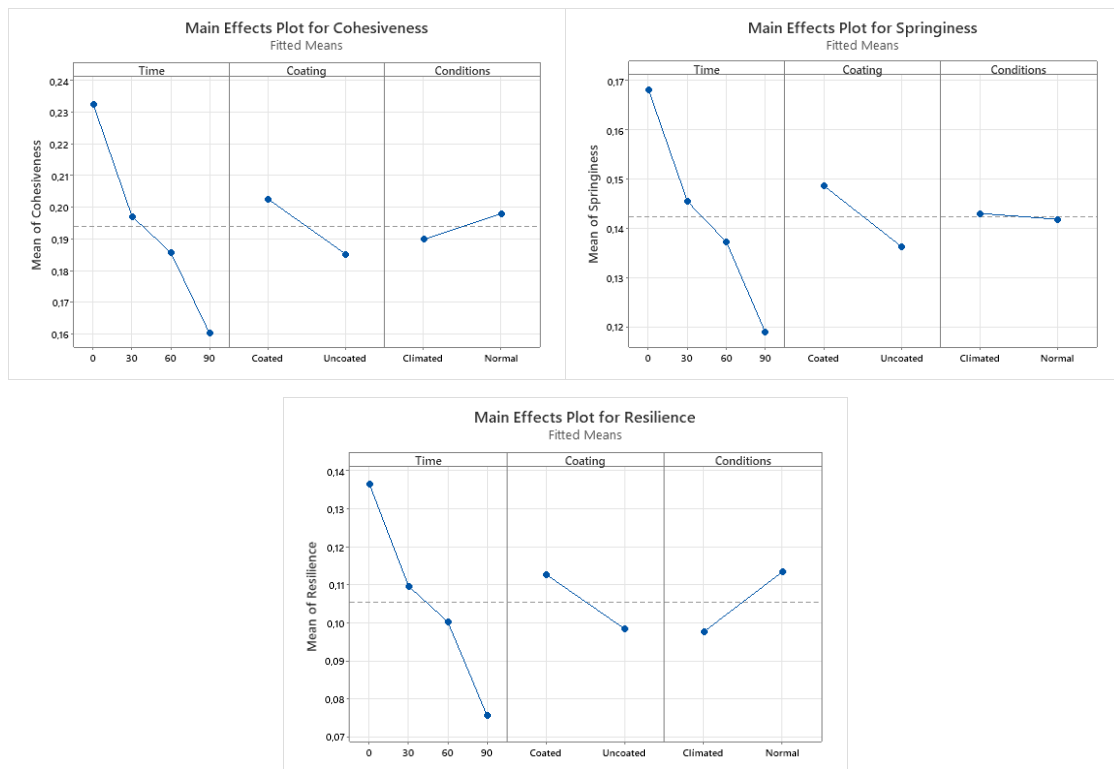 Main Effects Plot for Cohesiveness
Fitted Means
Time Coating Conditions
Mean of Cohesiveness
0,24
0,23
0,22
0,21
0,20
0,19
0,18
0,17
0,16
0 30 60 90 Coated Uncoated Climated Normal
Main Effects Plot for Springiness
Fitted Means
Time Coating Conditions
Mean of Springiness
0,17
0,16
0,15
0,14
0,13
0,12
0 30 60 90 Coated Uncoated Climated Normal
Main Effects Plot for Resilience
Fitted Means
Time Coating Conditions
Mean of Resilience
0,14
0,13
0,12
0,11
0,10
0,09
0,08
0,07
0 30 60 90 Coated Uncoated Climated Normal